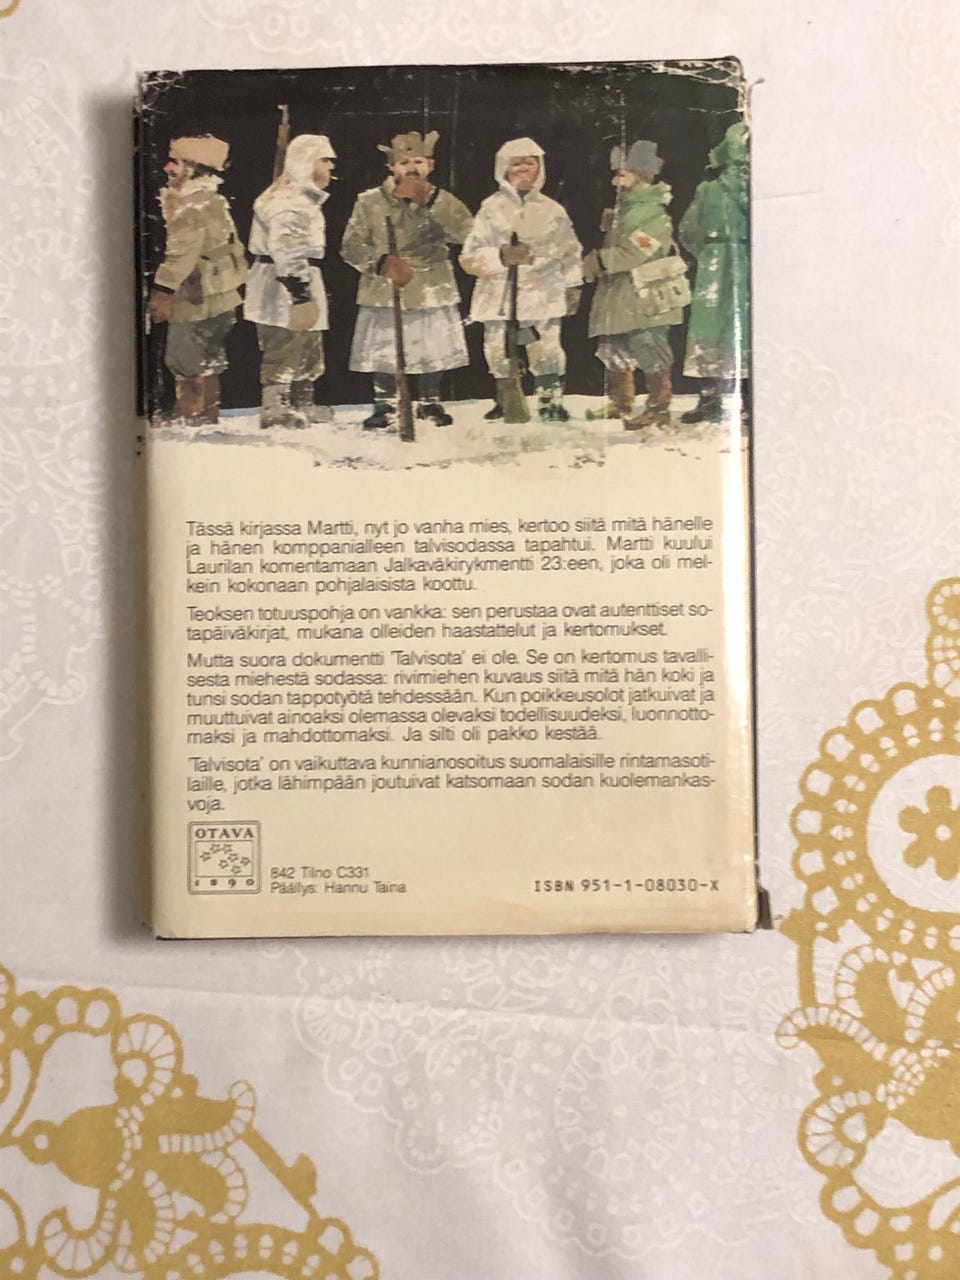 Tässä kirjassa Martti, nyt jo vanha mies, kertoo siitä mitä hänelle
ja hänen komppanialleen talvisodassa tapahtui. Martti kuului
Laurilan komentamaan Jalkaväkirykmentti 23:een, joka oli mel-
kein kokonaan pohjalaisista koottu.
Teoksen totuuspohja on vankka: sen perustaa ovat autenttiset so-
tapäiväkirjat, mukana olleiden haastattelut ja kertomukset.
Mutta suora dokumentti 'Talvisota' ei ole. Se on kertomus tavalli-
sesta miehestä sodassa: rivimiehen kuvaus siitä mitä hän koki ja
tunsi sodan tappotyötä tehdessään. Kun poikkeusolot jatkuivat ja
muuttuivat ainoaksi olemassa olevaksi todellisuudeksi, luonnotto-
maksi ja mahdottomaksi. Ja silti oli pakko kestää.
'Talvisota' on vaikuttava kunnianosoitus suomalaisille rintamasoti-
laille, jotka lähimpään joutuivat katsomaan sodan kuolemankas-
voja.
OTAVA
1890
842 Tilno C331
Päällys: Hannu Taina
ISBN 951-1-08030-X